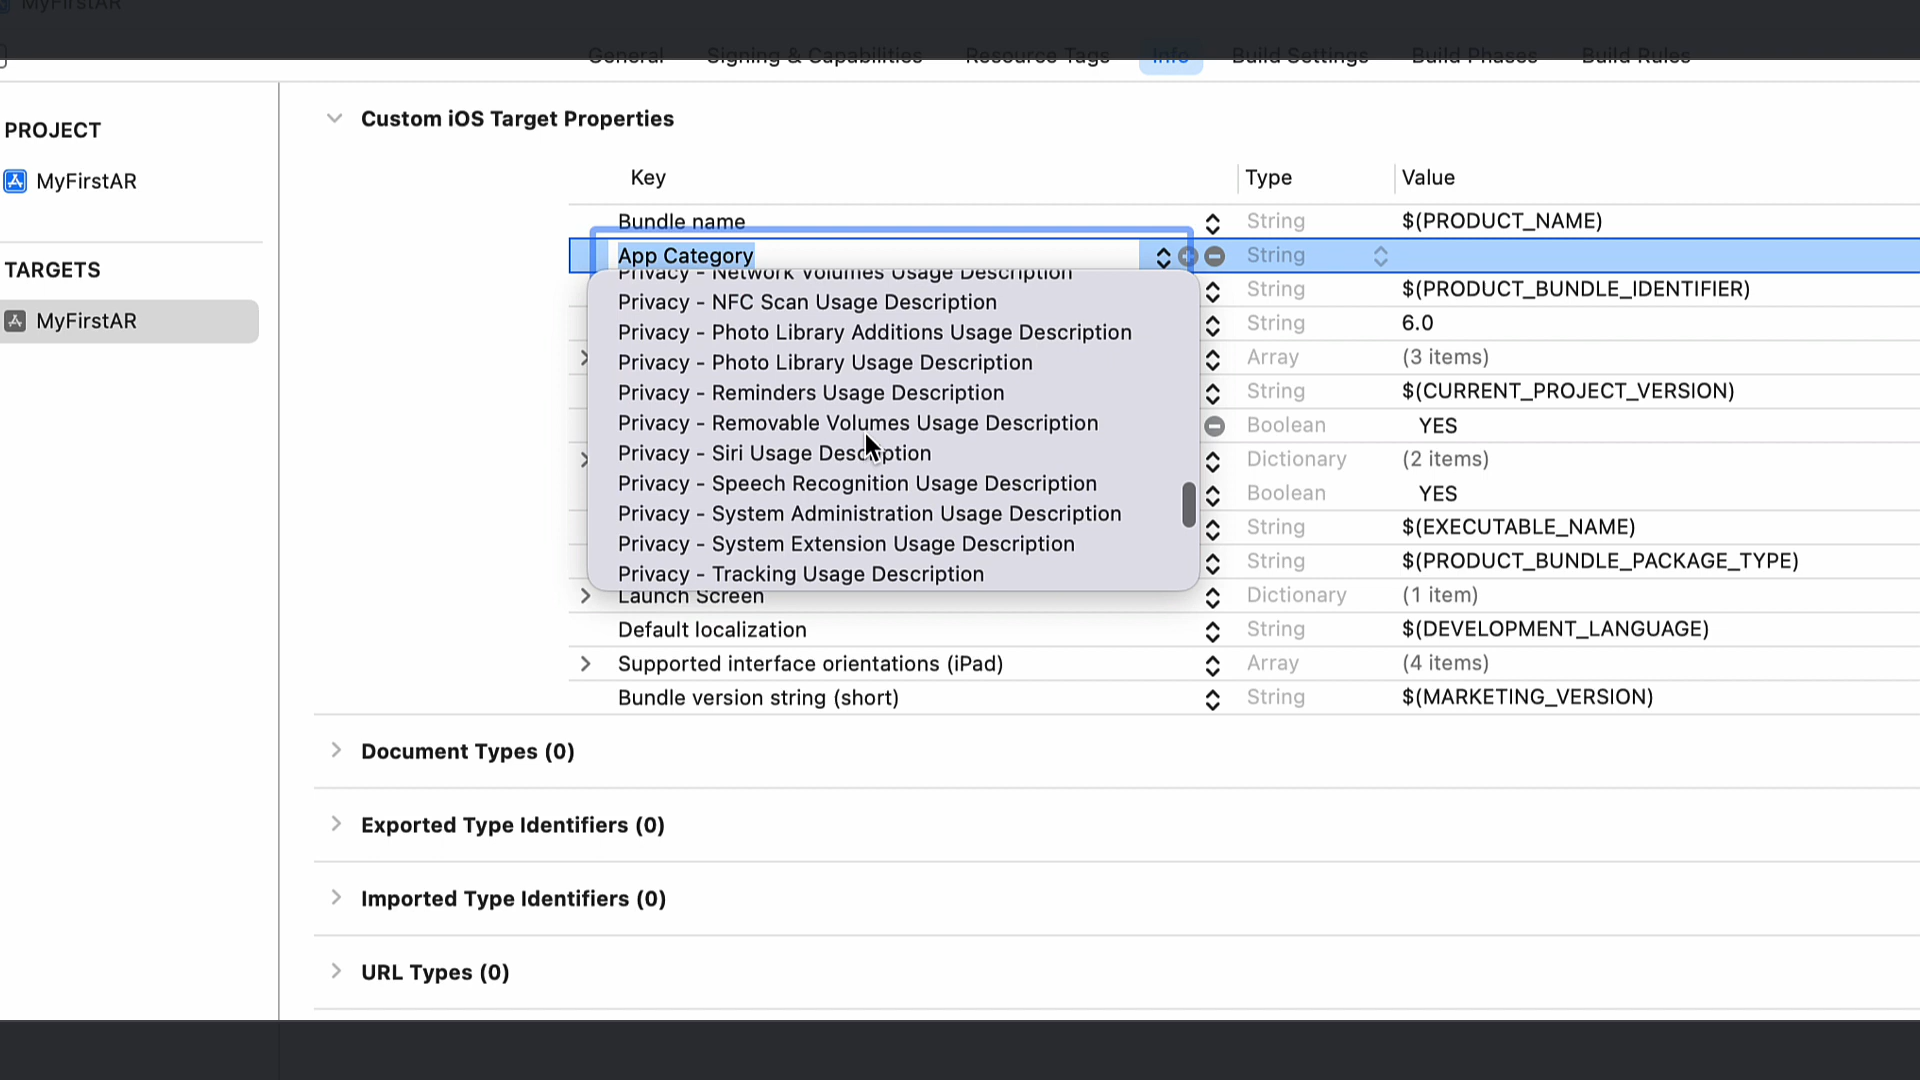 MyFirstAR
General Signing & Capabilities Resource Tags Info Build Settings Build Phases Build Rules
Custom iOS Target Properties
PROJECT
MyFirstAR
TARGETS
MyFirstAR
Key Type Value
Bundle name String $(PRODUCT_NAME)
App Category String
Privacy - Network Volumes Usage Description
String $(PRODUCT_BUNDLE_IDENTIFIER)
Privacy - NFC Scan Usage Description
Privacy - Photo Library Additions Usage Description
String 6.0
Privacy - Photo Library Usage Description
Array (3 items)
Privacy - Reminders Usage Description
String $(CURRENT_PROJECT_VERSION)
Privacy - Removable Volumes Usage Description
Boolean YES
Privacy - Siri Usage Description
Dictionary (2 items)
Privacy - Speech Recognition Usage Description
Boolean YES
Privacy - System Administration Usage Description
String $(EXECUTABLE_NAME)
Privacy - System Extension Usage Description
String $(PRODUCT_BUNDLE_PACKAGE_TYPE)
Privacy - Tracking Usage Description
Launch Screen Dictionary (1 item)
Default localization String $(DEVELOPMENT_LANGUAGE)
Supported interface orientations (iPad) Array (4 items)
Bundle version string (short) String $(MARKETING_VERSION)
Document Types (0)
Exported Type Identifiers (0)
Imported Type Identifiers (0)
URL Types (0)